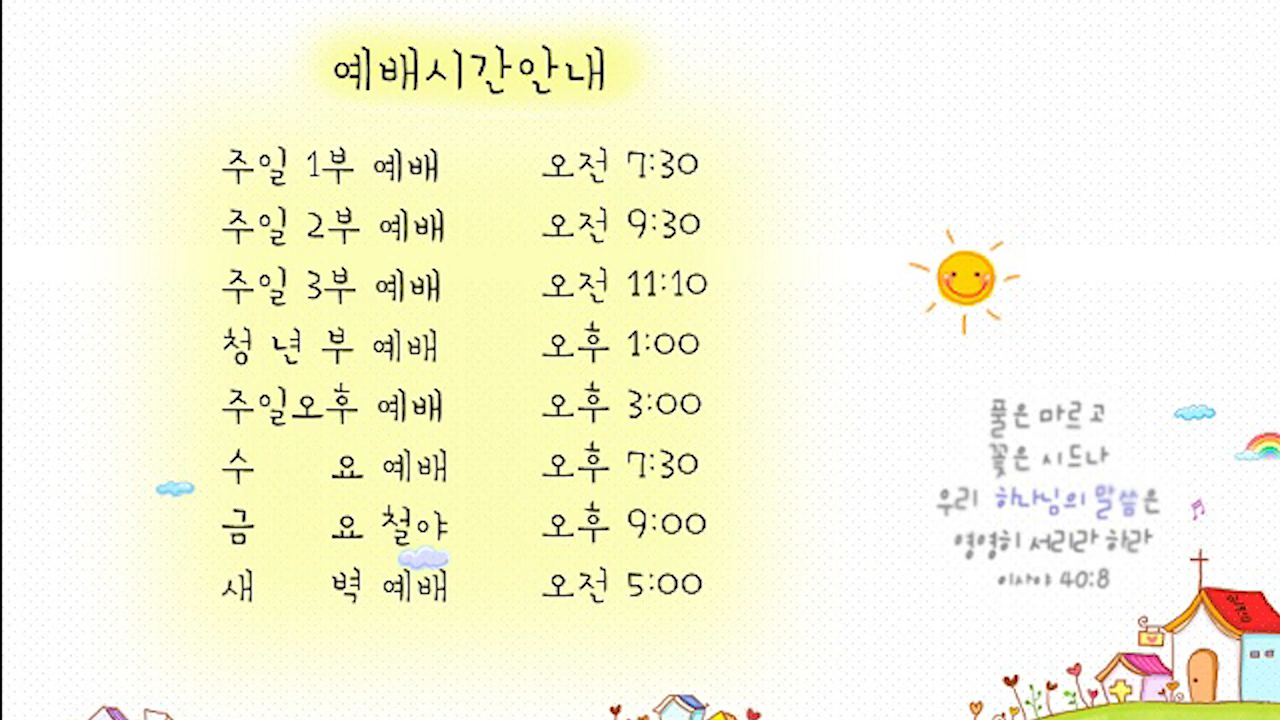 예배시간안내
주일 1부 예배 오전 7:30
주일 2부 예배 오전 9:30
주일 3부 예배 오전 11:10
청 년 부 예배 오후 1:00
주일오후 예배 오후 3:00
수 요 예배 오후 7:30
금 요 철야 오후 9:00
새 벽 예배 오전 5:00
풀은 마르고
꽃은 시드나
우리 하나님의 말씀은
영영히 서리라 하라
이사야 40:8